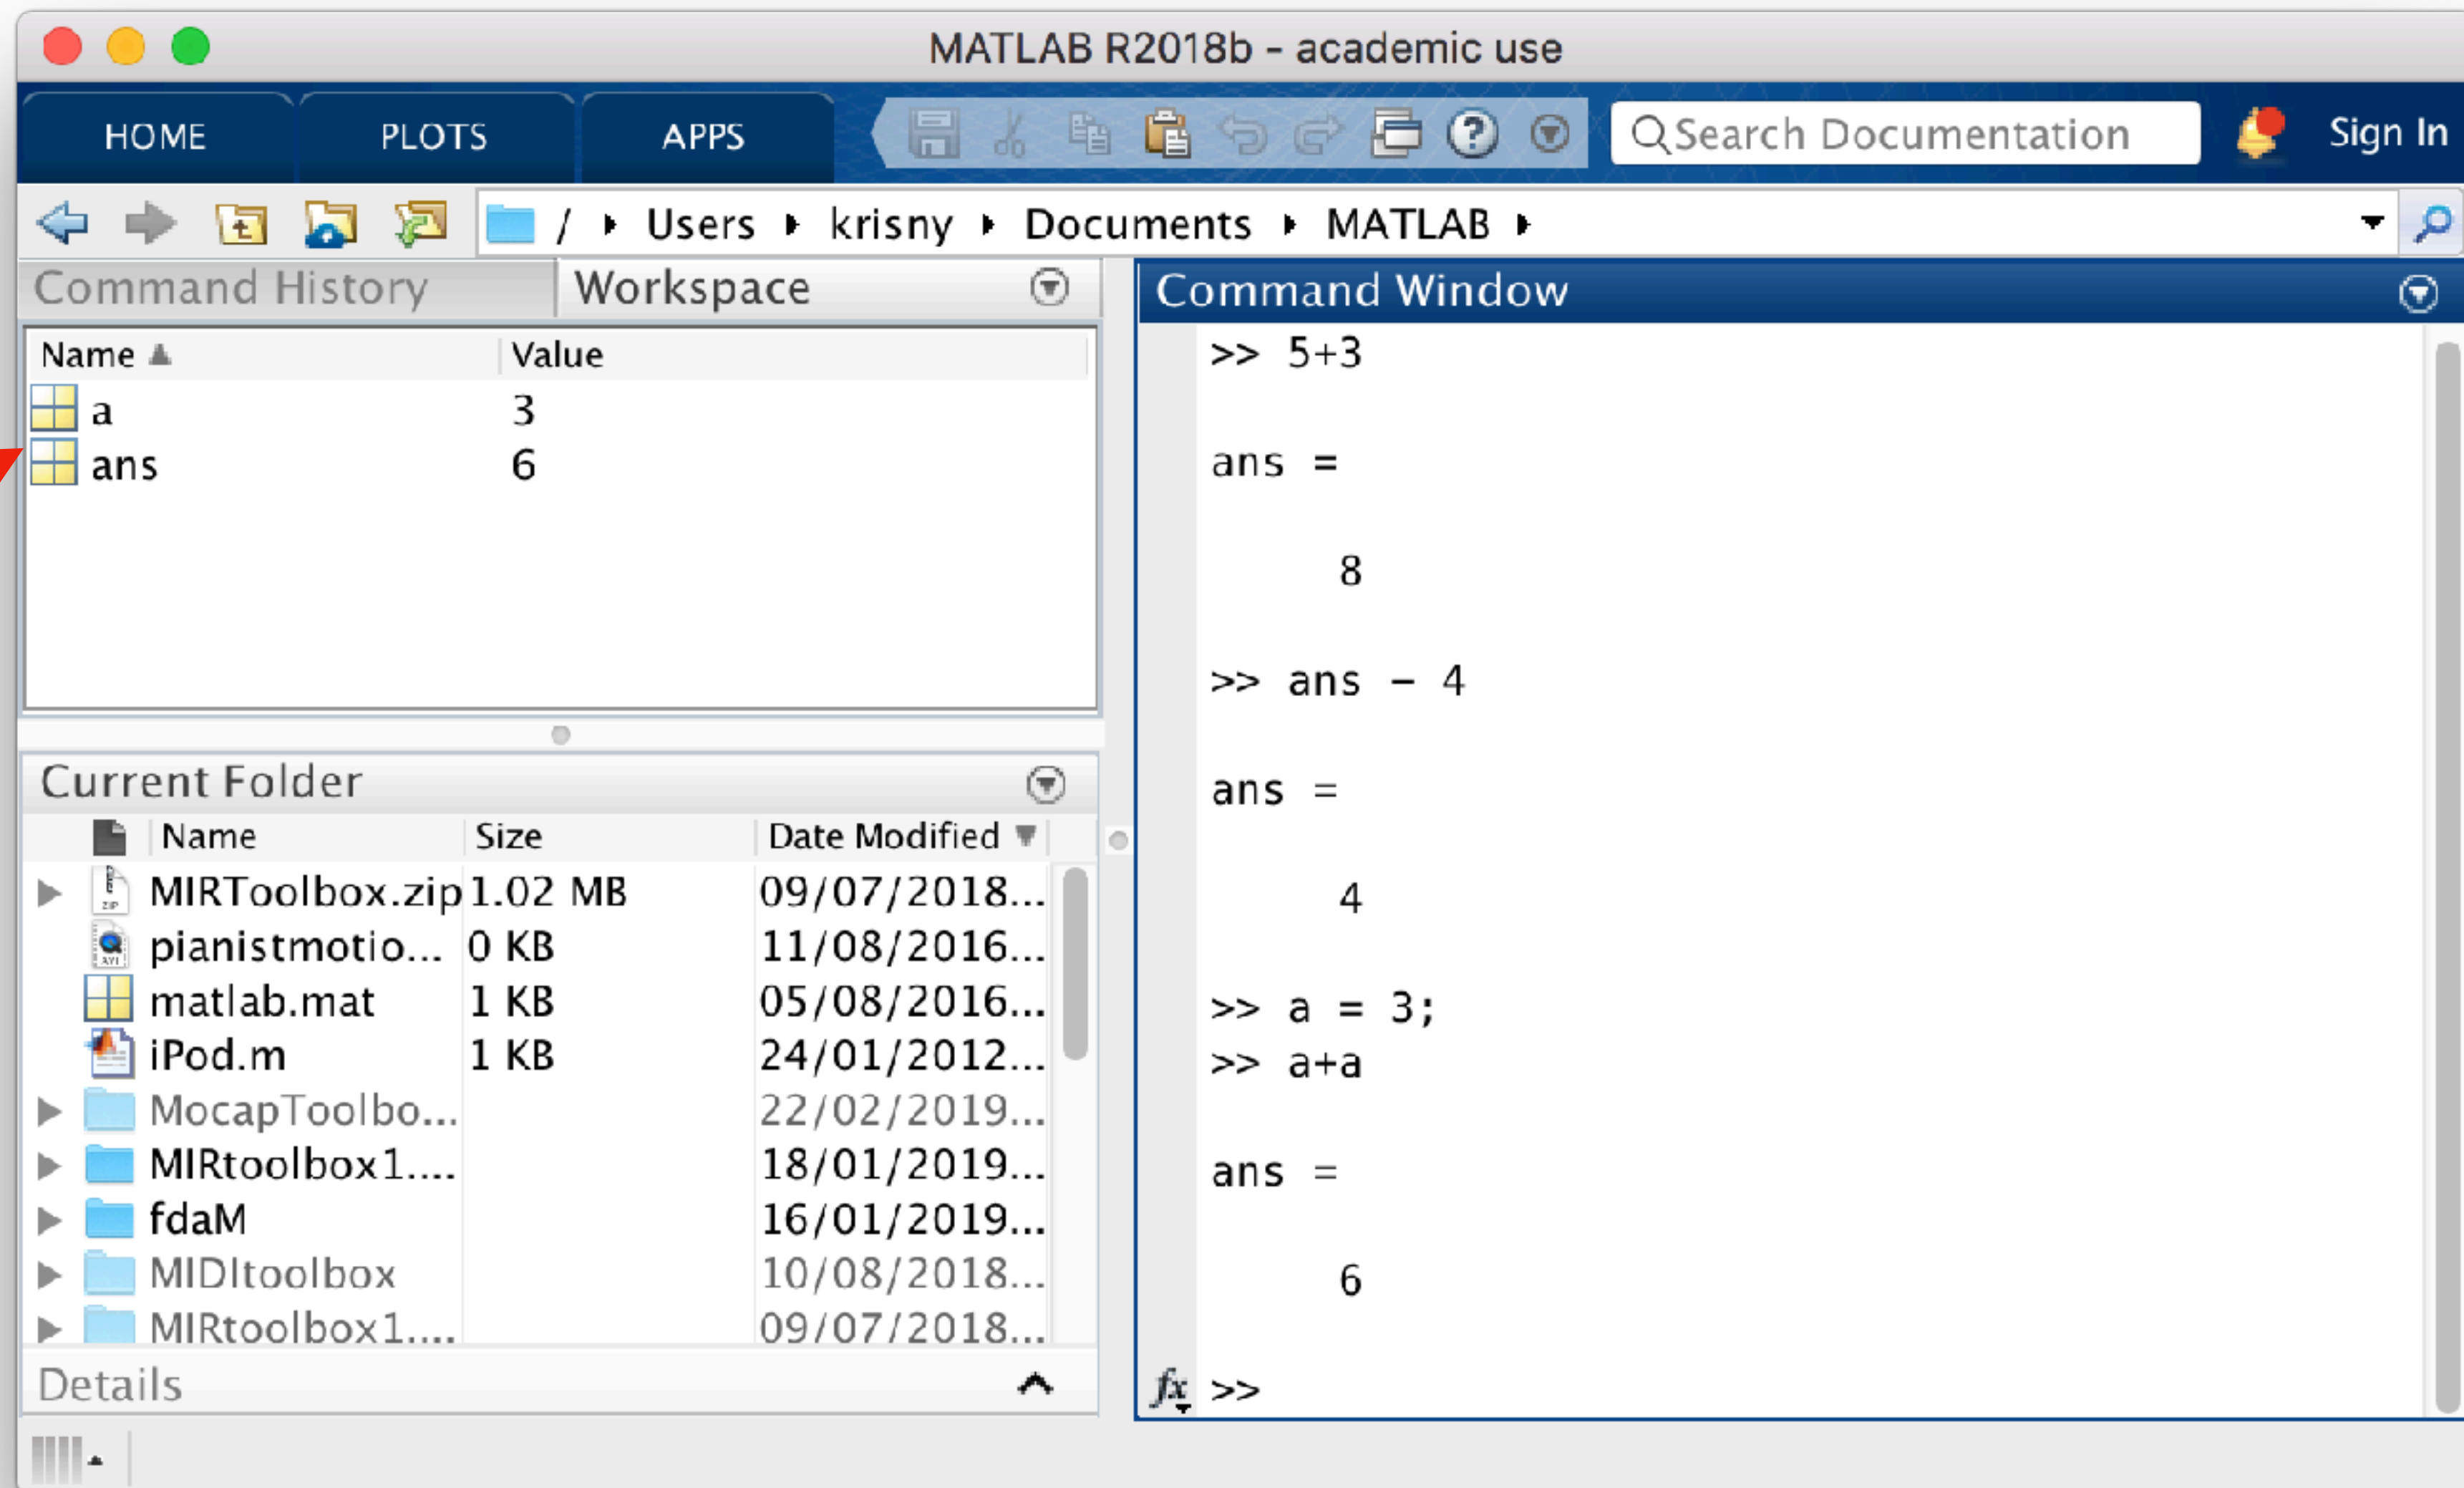 MATLAB R2018b - academic use
HOME PLOTS APPS Search Documentation Sign In
/ Users krisny Documents MATLAB
Command History Workspace
Name Value
a 3
ans 6
Current Folder
Name Size Date Modified
MIRToolbox.zip 1.02 MB 09/07/2018...
pianistmotio... 0 KB 11/08/2016...
matlab.mat 1 KB 05/08/2016...
iPod.m 1 KB 24/01/2012...
MocapToolbo... 22/02/2019...
MIRtoolbox1.... 18/01/2019...
fdaM 16/01/2019...
MIDItoolbox 10/08/2018...
MIRtoolbox1.... 09/07/2018...
Details
Command Window
>> 5+3
ans =
8
>> ans - 4
ans =
4
>> a = 3;
>> a+a
ans =
6
fx >>